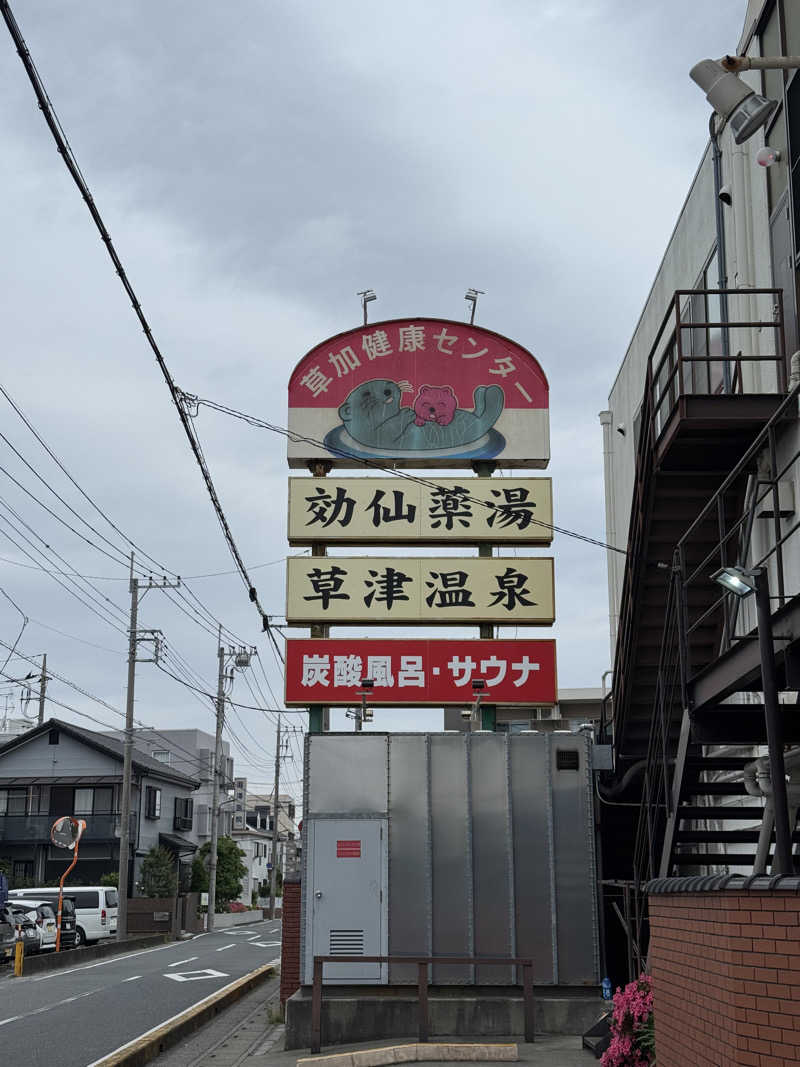 草加健康センター
効仙薬湯
草津温泉
炭酸風呂・サウナ